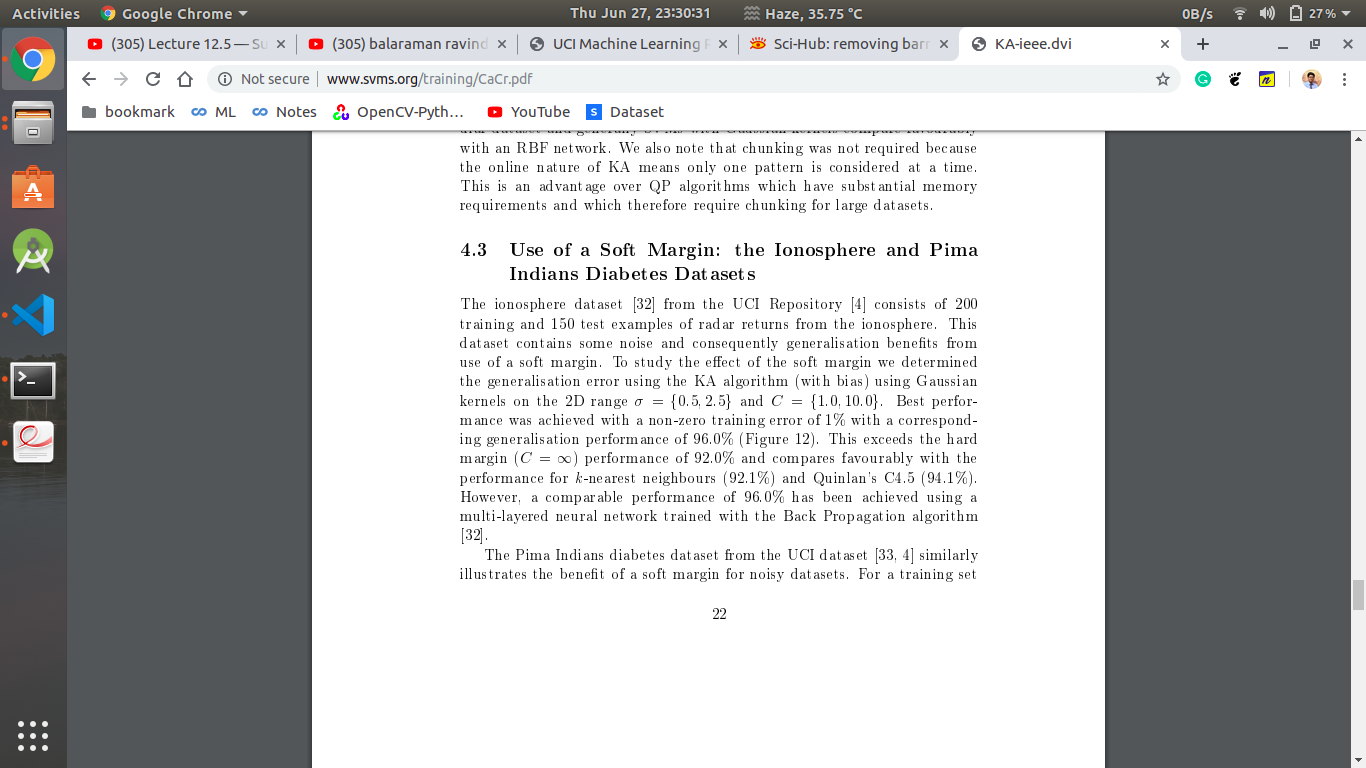 Activities
Google Chrome
Thu Jun 27, 23:30:31
Haze, 35.75 °C
0B/s
27%
(305) Lecture 12.5 — Su
(305) balaraman ravind
UCI Machine Learning R
Sci-Hub: removing barr
KA-ieee.dvi
Not secure
www.svms.org/training/CaCr.pdf
bookmark
ML
Notes
OpenCV-Pyth...
YouTube
Dataset
with an RBF network. We also note that chunking was not required because
the online nature of KA means only one pattern is considered at a time.
This is an advantage over QP algorithms which have substantial memory
requirements and which therefore require chunking for large datasets.
4.3 Use of a Soft Margin: the Ionosphere and Pima
Indians Diabetes Datasets
The ionosphere dataset [32] from the UCI Repository [4] consists of 200
training and 150 test examples of radar returns from the ionosphere. This
dataset contains some noise and consequently generalisation benefits from
use of a soft margin. To study the effect of the soft margin we determined
the generalisation error using the KA algorithm (with bias) using Gaussian
kernels on the 2D range σ = {0.5, 2.5} and C = {1.0, 10.0}. Best perfor-
mance was achieved with a non-zero training error of 1% with a correspond-
ing generalisation performance of 96.0% (Figure 12). This exceeds the hard
margin (C = ∞) performance of 92.0% and compares favourably with the
performance for k-nearest neighbours (92.1%) and Quinlan's C4.5 (94.1%).
However, a comparable performance of 96.0% has been achieved using a
multi-layered neural network trained with the Back Propagation algorithm
[32].
The Pima Indians diabetes dataset from the UCI dataset [33, 4] similarly
illustrates the benefit of a soft margin for noisy datasets. For a training set
22